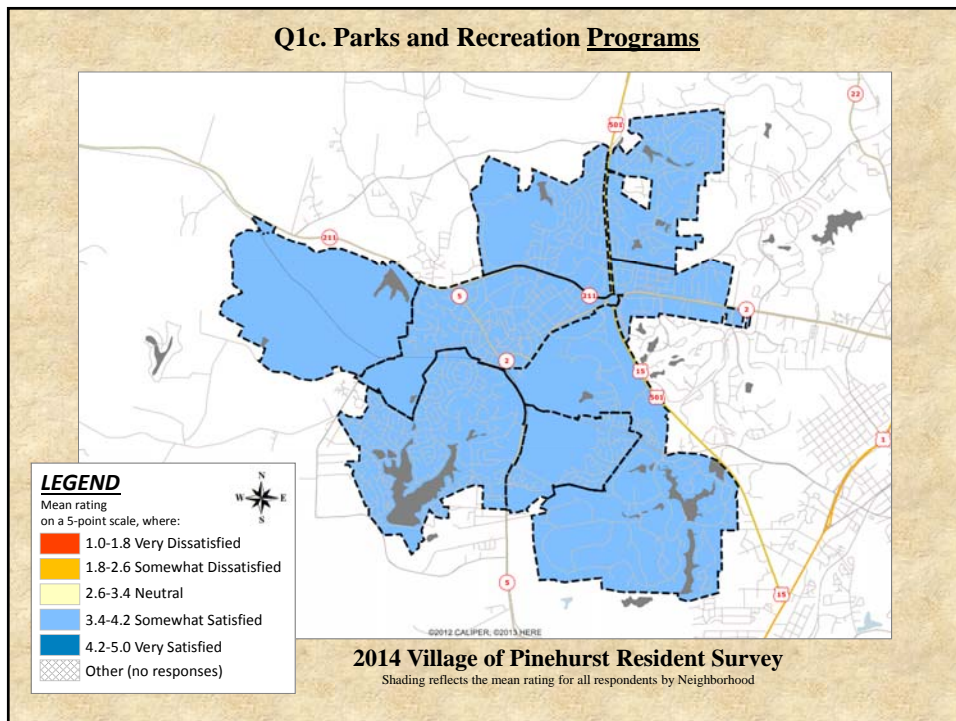 Q1c. Parks and Recreation Programs
22
501
211
5
211
2
2
15
501
1
5
15
©2012 CALIPER, ©2013 HERE
LEGEND
Mean rating
on a 5-point scale, where:
N
W E
S
1.0-1.8 Very Dissatisfied
1.8-2.6 Somewhat Dissatisfied
2.6-3.4 Neutral
3.4-4.2 Somewhat Satisfied
4.2-5.0 Very Satisfied
Other (no responses)
2014 Village of Pinehurst Resident Survey
Shading reflects the mean rating for all respondents by Neighborhood